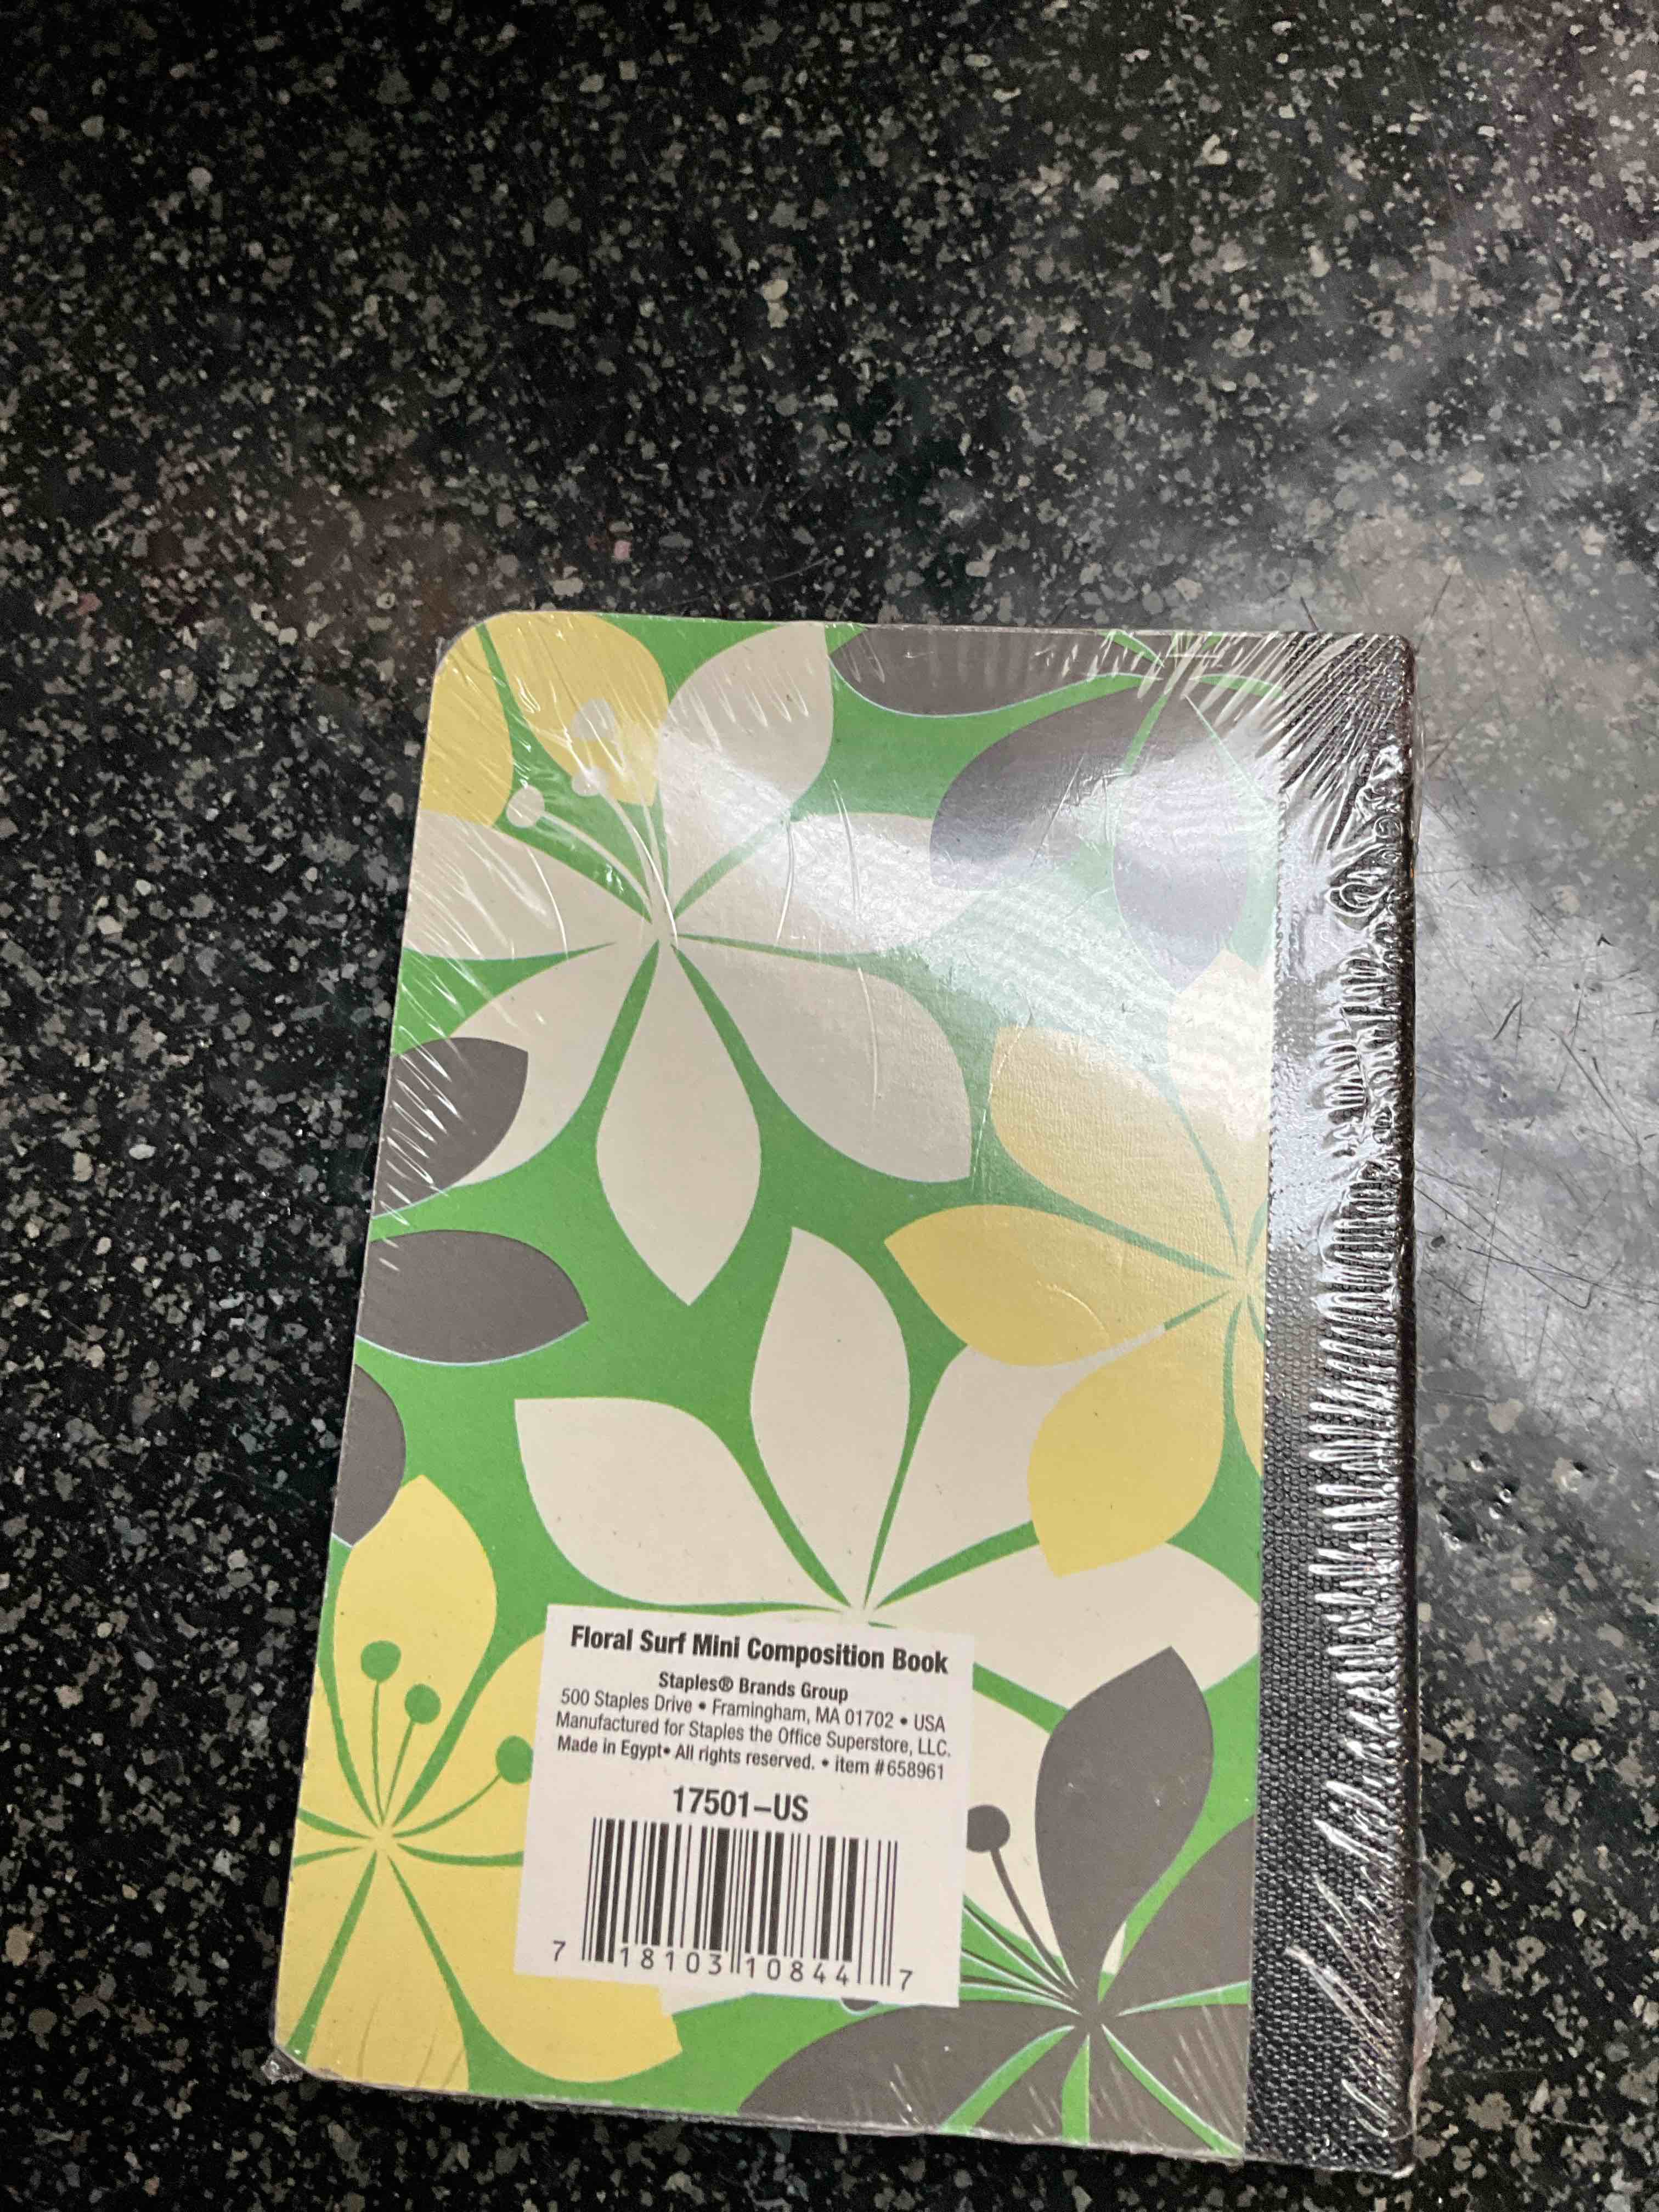 Floral Surf Mini Composition Book
Staples® Brands Group
500 Staples Drive • Framingham, MA 01702 • USA
Manufactured for Staples the Office Superstore, LLC.
Made in Egypt• All rights reserved. • item #658961
17501–US
7 18103 10844 7